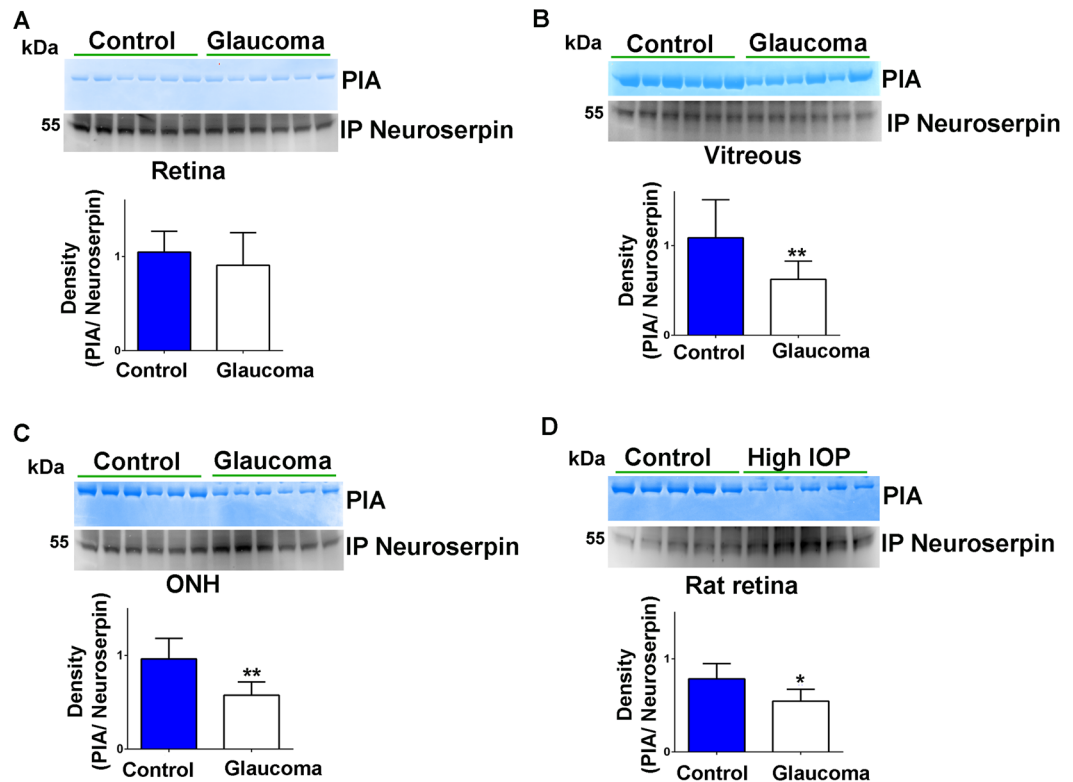 A
kDa
Control Glaucoma
PIA
55
IP Neuroserpin
Retina
Density
(PIA/ Neuroserpin)
1
0
Control Glaucoma
B
kDa
Control Glaucoma
PIA
55
IP Neuroserpin
Vitreous
Density
(PIA/ Neuroserpin)
1
**
0
Control Glaucoma
C
kDa
Control Glaucoma
PIA
55
IP Neuroserpin
ONH
Density
(PIA/ Neuroserpin)
1
**
0
Control Glaucoma
D
kDa
Control High IOP
PIA
55
IP Neuroserpin
Rat retina
Density
(PIA/ Neuroserpin)
1
*
0
Control Glaucoma